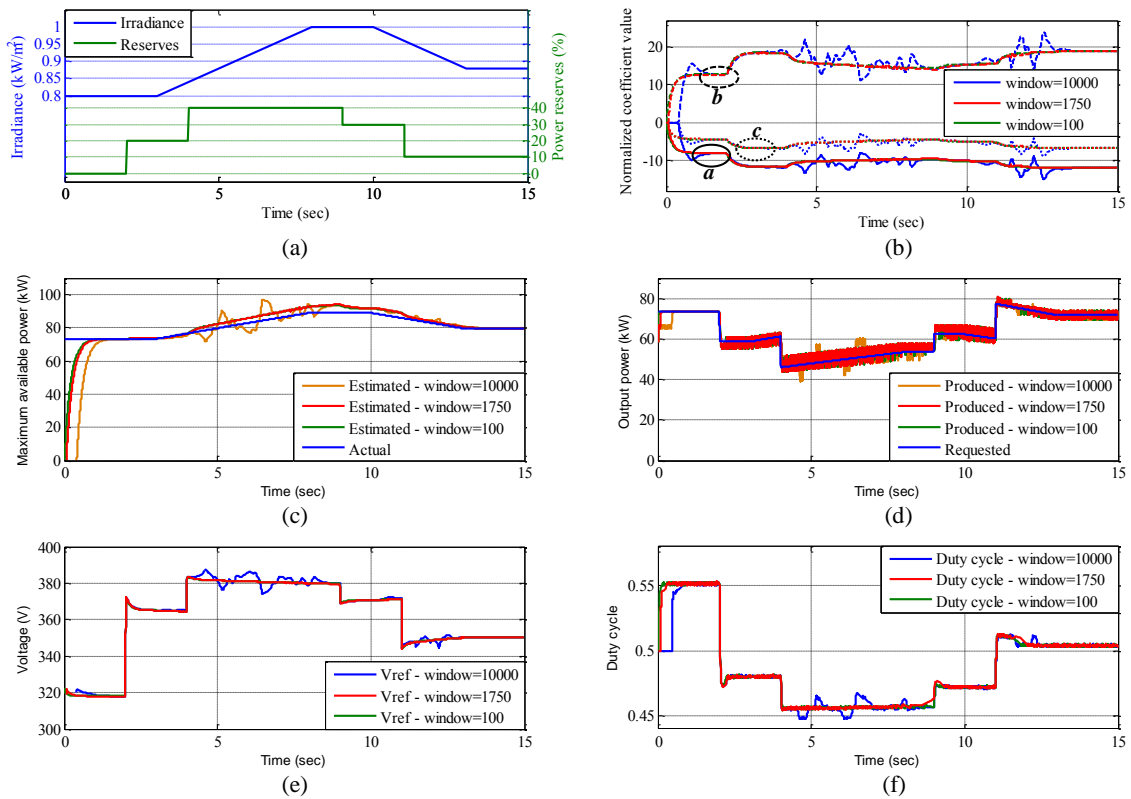 Irradiance
Reserves
Irradiance (kW/m²)
1
0.95
0.9
0.85
0.8
Power reserves (%)
40
30
20
10
0
0 5 10 15
Time (sec)
(a)
Normalized coefficient value
20
10
0
-10
b
c
a
window=10000
window=1750
window=100
0 5 10 15
Time (sec)
(b)
Maximum available power (kW)
100
80
60
40
20
0
Estimated - window=10000
Estimated - window=1750
Estimated - window=100
Actual
0 5 10 15
Time (sec)
(c)
Output power (kW)
80
60
40
20
0
Produced - window=10000
Produced - window=1750
Produced - window=100
Requested
0 5 10 15
Time (sec)
(d)
Voltage (V)
400
380
360
340
320
300
Vref - window=10000
Vref - window=1750
Vref - window=100
0 5 10 15
Time (sec)
(e)
Duty cycle
0.55
0.5
0.45
Duty cycle - window=10000
Duty cycle - window=1750
Duty cycle - window=100
0 5 10 15
Time (sec)
(f)